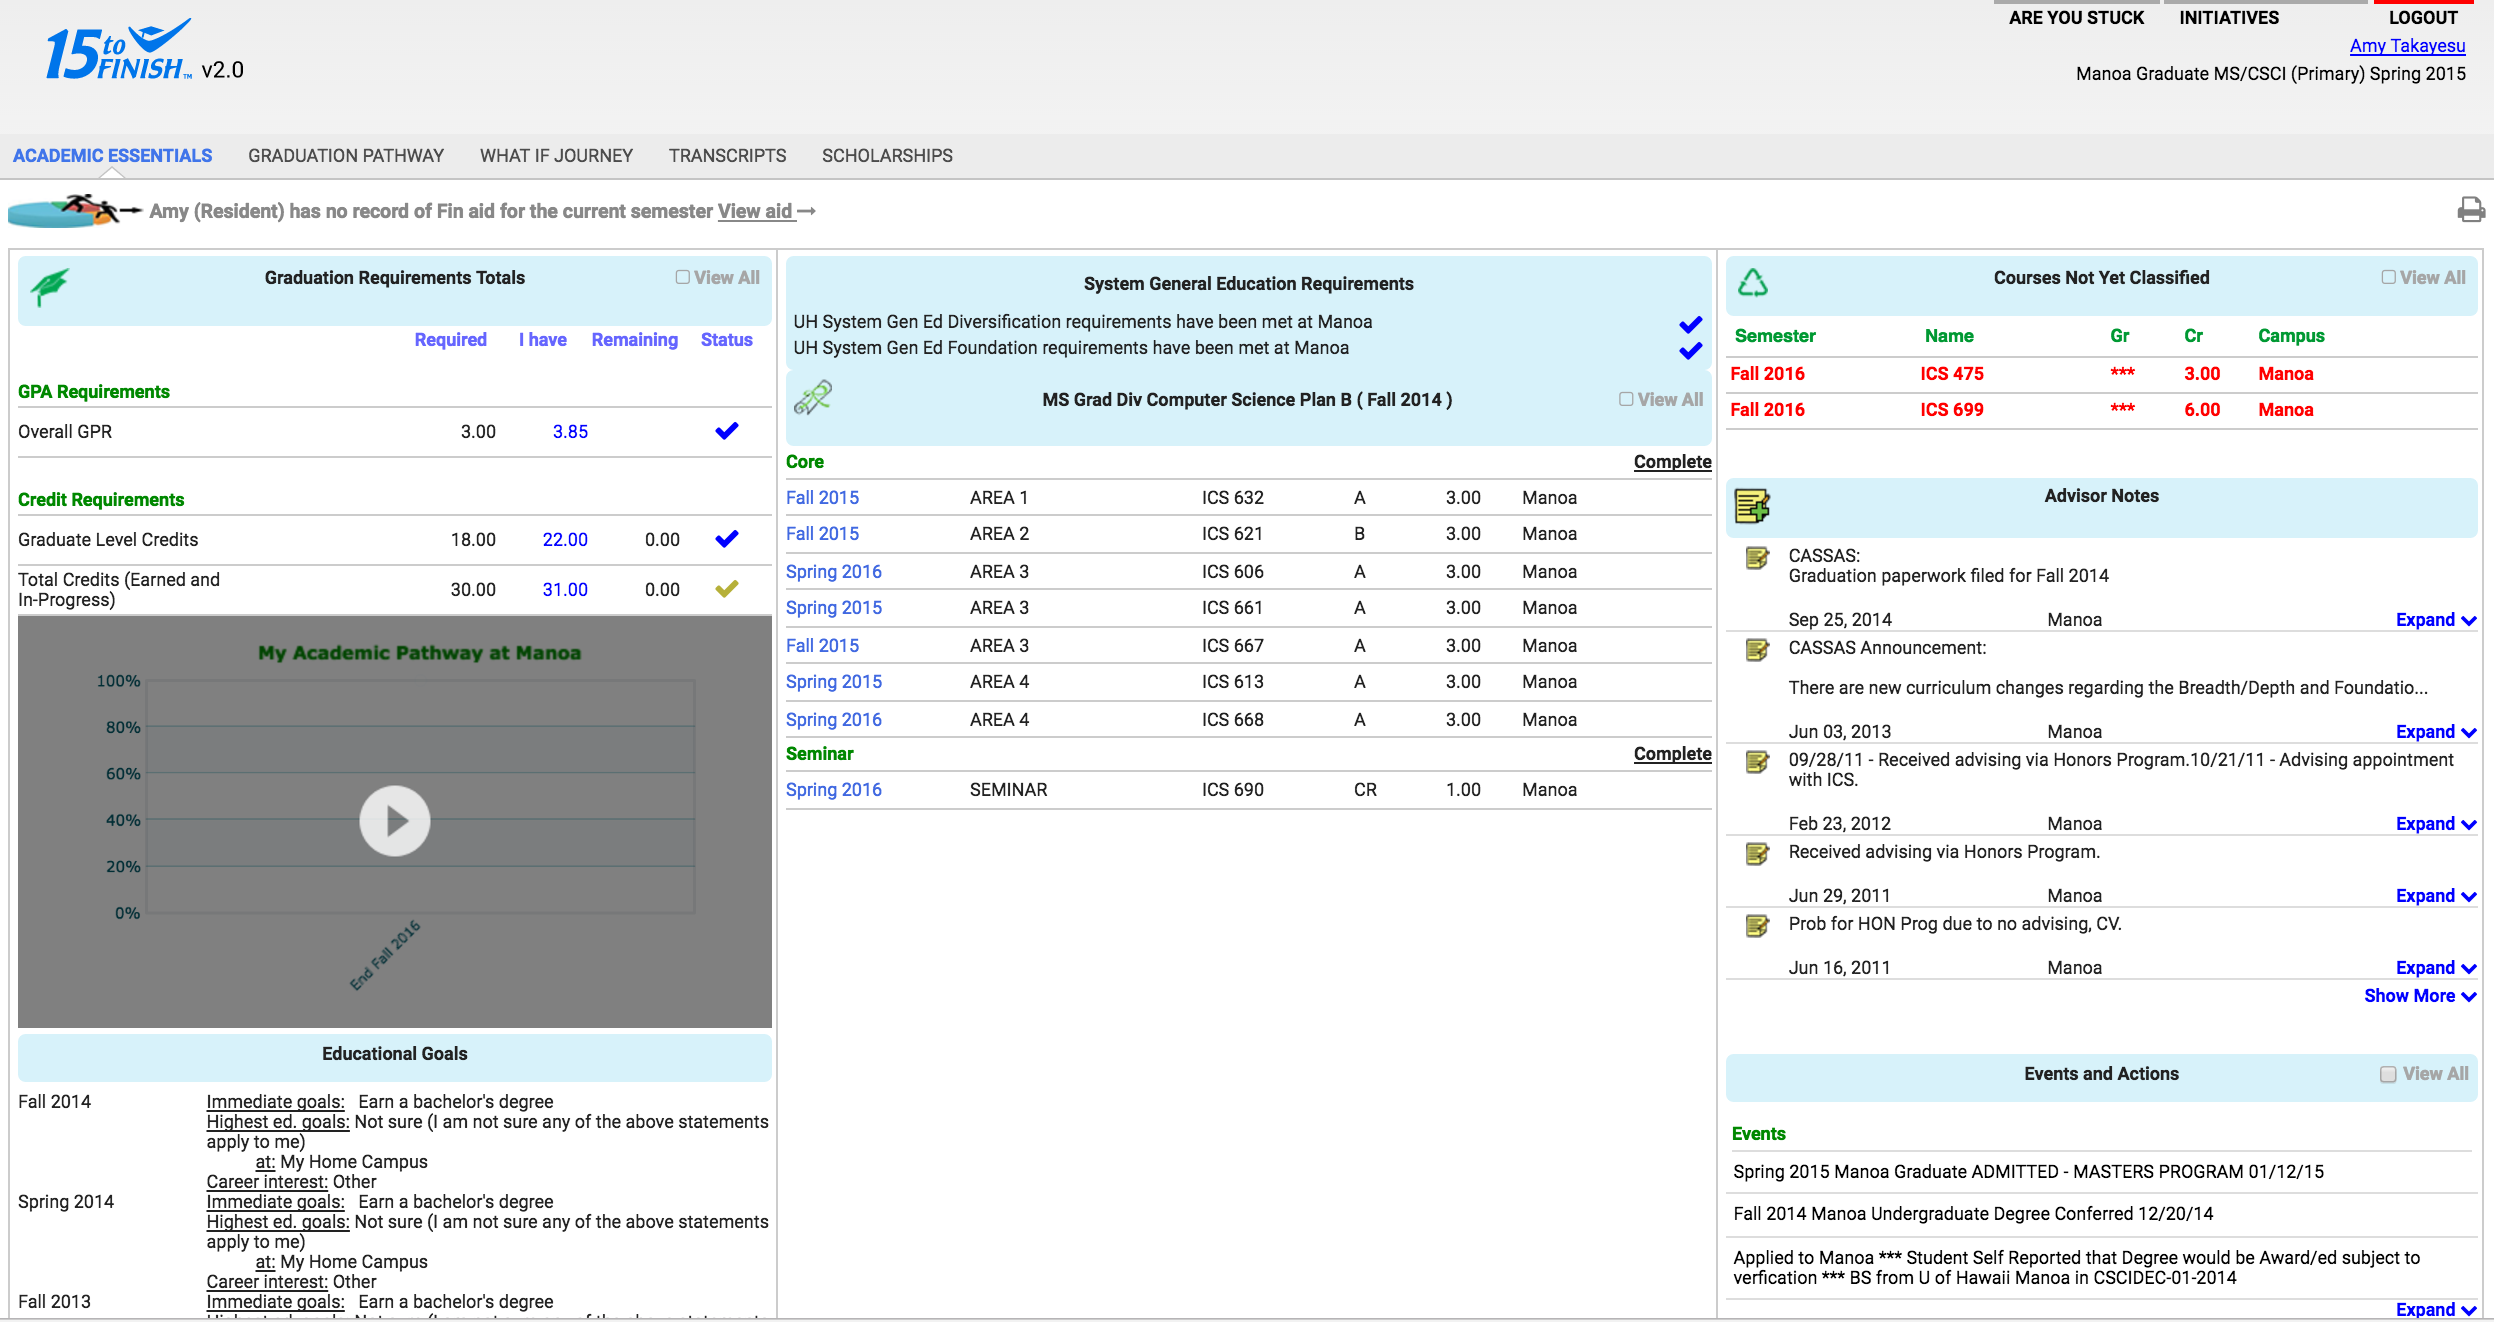 15 to FINISH™ v2.0
ARE YOU STUCK INITIATIVES LOGOUT
Amy Takayesu
Manoa Graduate MS/CSCI (Primary) Spring 2015
ACADEMIC ESSENTIALS GRADUATION PATHWAY WHAT IF JOURNEY TRANSCRIPTS SCHOLARSHIPS
Amy (Resident) has no record of Fin aid for the current semester View aid
Graduation Requirements Totals View All
Required I have Remaining Status
GPA Requirements
Overall GPR 3.00 3.85
Credit Requirements
Graduate Level Credits 18.00 22.00 0.00
Total Credits (Earned and
In-Progress) 30.00 31.00 0.00
My Academic Pathway at Manoa
100%
80%
60%
40%
20%
0%
End Fall 2016
Educational Goals
Fall 2014 Immediate goals: Earn a bachelor's degree
Highest ed. goals: Not sure (I am not sure any of the above statements
apply to me)
at: My Home Campus
Career interest: Other
Spring 2014 Immediate goals: Earn a bachelor's degree
Highest ed. goals: Not sure (I am not sure any of the above statements
apply to me)
at: My Home Campus
Career interest: Other
Fall 2013 Immediate goals: Earn a bachelor's degree
System General Education Requirements
UH System Gen Ed Diversification requirements have been met at Manoa
UH System Gen Ed Foundation requirements have been met at Manoa
MS Grad Div Computer Science Plan B ( Fall 2014 ) View All
Core Complete
Fall 2015 AREA 1 ICS 632 A 3.00 Manoa
Fall 2015 AREA 2 ICS 621 B 3.00 Manoa
Spring 2016 AREA 3 ICS 606 A 3.00 Manoa
Spring 2015 AREA 3 ICS 661 A 3.00 Manoa
Fall 2015 AREA 3 ICS 667 A 3.00 Manoa
Spring 2015 AREA 4 ICS 613 A 3.00 Manoa
Spring 2016 AREA 4 ICS 668 A 3.00 Manoa
Seminar Complete
Spring 2016 SEMINAR ICS 690 CR 1.00 Manoa
Courses Not Yet Classified View All
Semester Name Gr Cr Campus
Fall 2016 ICS 475 *** 3.00 Manoa
Fall 2016 ICS 699 *** 6.00 Manoa
Advisor Notes
CASSAS:
Graduation paperwork filed for Fall 2014
Sep 25, 2014 Manoa Expand
CASSAS Announcement:
There are new curriculum changes regarding the Breadth/Depth and Foundatio...
Jun 03, 2013 Manoa Expand
09/28/11 - Received advising via Honors Program.10/21/11 - Advising appointment
with ICS.
Feb 23, 2012 Manoa Expand
Received advising via Honors Program.
Jun 29, 2011 Manoa Expand
Prob for HON Prog due to no advising, CV.
Jun 16, 2011 Manoa Expand
Show More
Events and Actions View All
Events
Spring 2015 Manoa Graduate ADMITTED - MASTERS PROGRAM 01/12/15
Fall 2014 Manoa Undergraduate Degree Conferred 12/20/14
Applied to Manoa *** Student Self Reported that Degree would be Award/ed subject to
verfication *** BS from U of Hawaii Manoa in CSCIDEC-01-2014
Expand